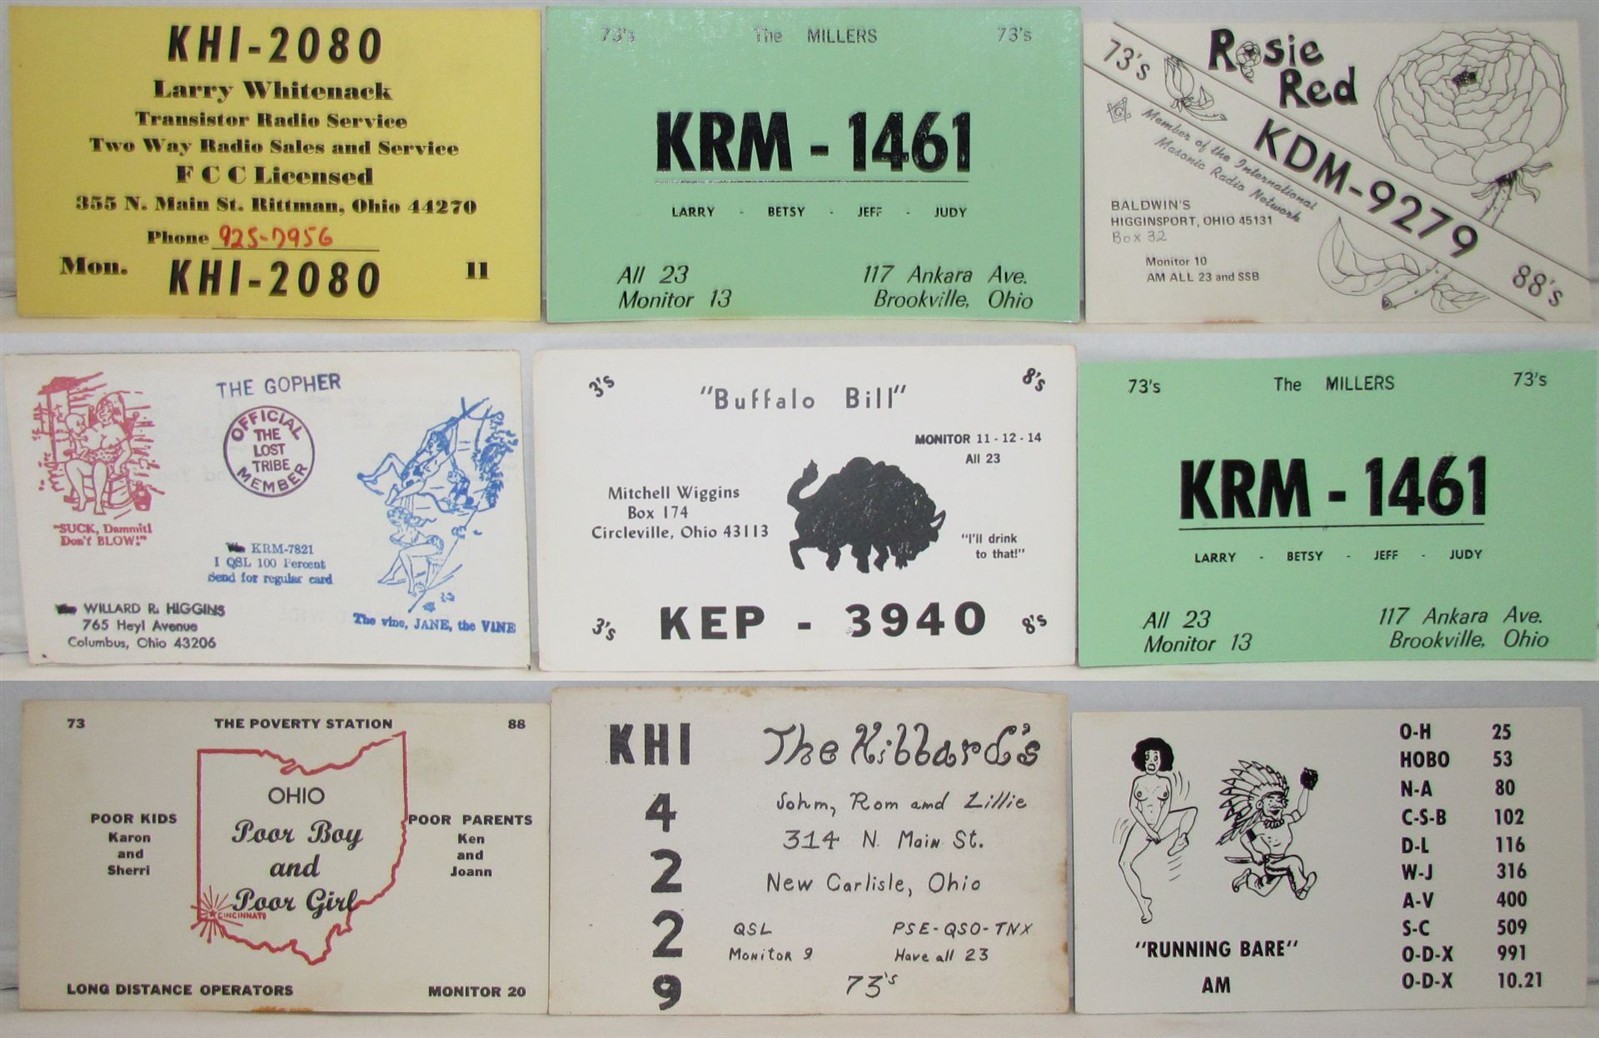 KHI-2080
Larry Whitenack
Transistor Radio Service
Two Way Radio Sales and Service
F C C Licensed
355 N. Main St. Rittman, Ohio 44270
Phone 925-7956
Mon. KHI-2080 11
73's The MILLERS 73's
KRM - 1461
LARRY - BETSY - JEFF - JUDY
All 23 117 Ankara Ave.
Monitor 13 Brookville, Ohio
Rosie
Red
73's
Member of the International
Masonic Radio Network
KDM-9279
BALDWIN'S
HIGGINSPORT, OHIO 45131
Box 32
Monitor 10
AM ALL 23 and SSB
88's
THE GOPHER
OFFICIAL
THE
LOST
TRIBE
MEMBER
"SUCK, Dammit!
Don't BLOW!"
KRM-7821
I QSL 100 Percent
Send for regular card
WILLARD R. HIGGINS
765 Heyl Avenue
Columbus, Ohio 43206
The vine, JANE, the VINE
3's 8's
"Buffalo Bill"
MONITOR 11 - 12 - 14
All 23
Mitchell Wiggins
Box 174
Circleville, Ohio 43113
"I'll drink
to that!"
3's KEP - 3940 8's
73's The MILLERS 73's
KRM - 1461
LARRY - BETSY - JEFF - JUDY
All 23 117 Ankara Ave.
Monitor 13 Brookville, Ohio
73 THE POVERTY STATION 88
OHIO
Poor Boy
and
Poor Girl
CINCINNATI
POOR KIDS
Karon
and
Sherri
POOR PARENTS
Ken
and
Joann
LONG DISTANCE OPERATORS MONITOR 20
KHI
4
2
2
9
The Hibbard's
John, Rom and Lillie
314 N. Main St.
New Carlisle, Ohio
QSL PSE-QSO-TNX
Monitor 9 Have all 23
73's
"RUNNING BARE"
AM
O-H 25
HOBO 53
N-A 80
C-S-B 102
D-L 116
W-J 316
A-V 400
S-C 509
O-D-X 991
O-D-X 10.21